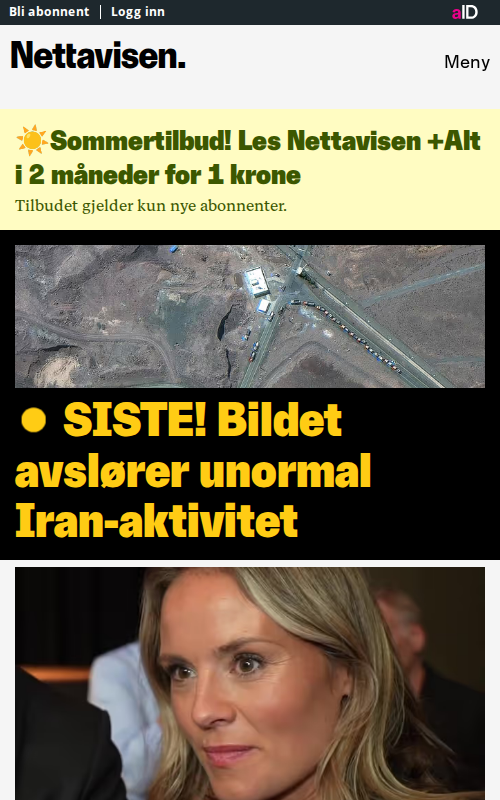 Bli abonnent | Logg inn
aID
Nettavisen.
Meny
☀️Sommertilbud! Les Nettavisen +Alt
i 2 måneder for 1 krone
Tilbudet gjelder kun nye abonnenter.
SISTE! Bildet
avslører unormal
Iran-aktivitet